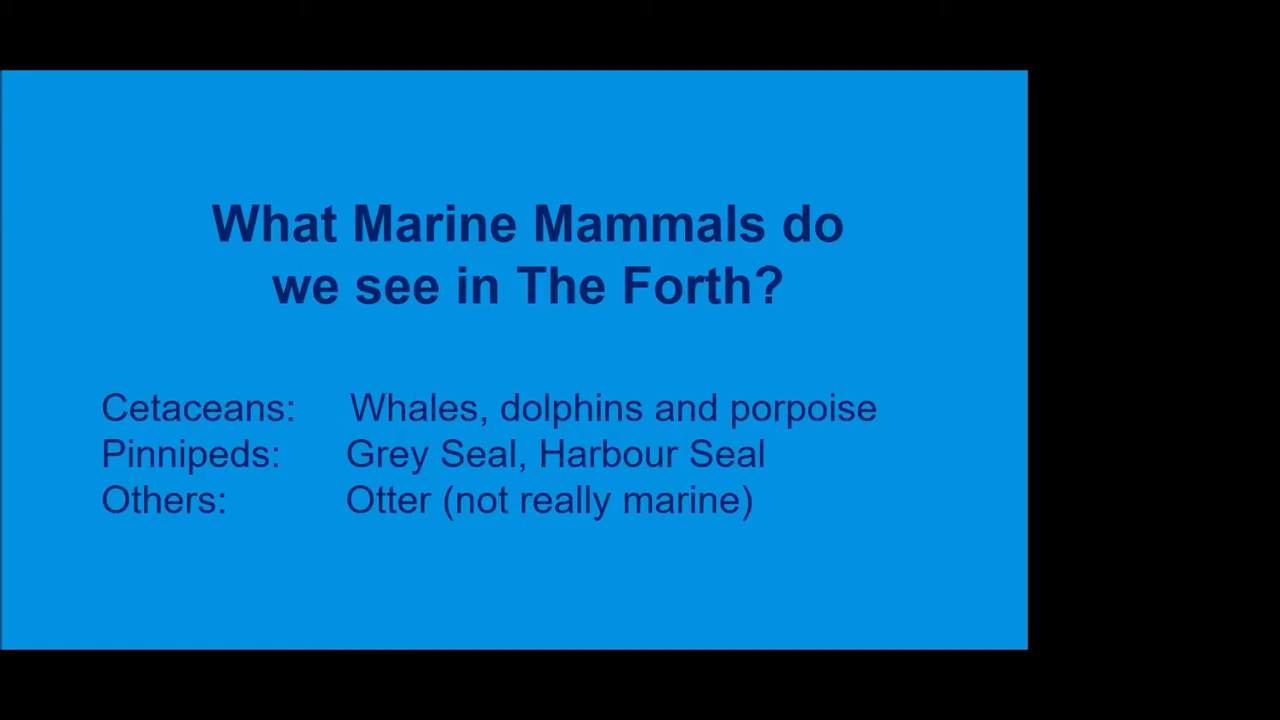 What Marine Mammals do
we see in The Forth?
Cetaceans: Whales, dolphins and porpoise
Pinnipeds: Grey Seal, Harbour Seal
Others: Otter (not really marine)